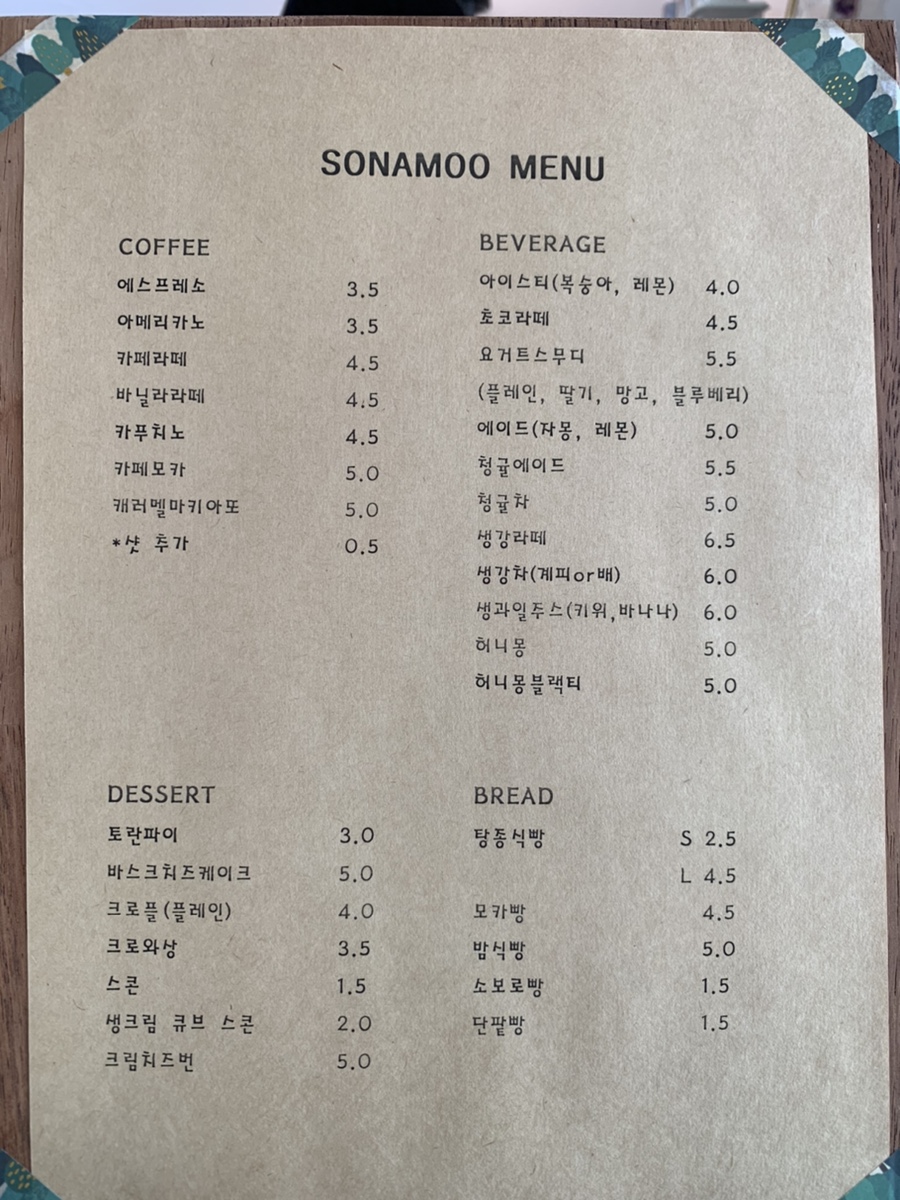 SONAMOO MENU
COFFEE
에스프레소 3.5
아메리카노 3.5
카페라떼 4.5
바닐라라떼 4.5
카푸치노 4.5
카페모카 5.0
캐러멜마키아또 5.0
*샷 추가 0.5
BEVERAGE
아이스티(복숭아, 레몬) 4.0
초코라떼 4.5
요거트스무디 5.5
(플레인, 딸기, 망고, 블루베리)
에이드(자몽, 레몬) 5.0
청귤에이드 5.5
청귤차 5.0
생강라떼 6.5
생강차(계피or배) 6.0
생과일주스(키위,바나나) 6.0
허니몽 5.0
허니몽블랙티 5.0
DESSERT
토란파이 3.0
바스크치즈케이크 5.0
크로플(플레인) 4.0
크로와상 3.5
스콘 1.5
생크림 큐브 스콘 2.0
크림치즈번 5.0
BREAD
탕종식빵 S 2.5
L 4.5
모카빵 4.5
밤식빵 5.0
소보로빵 1.5
단팥빵 1.5